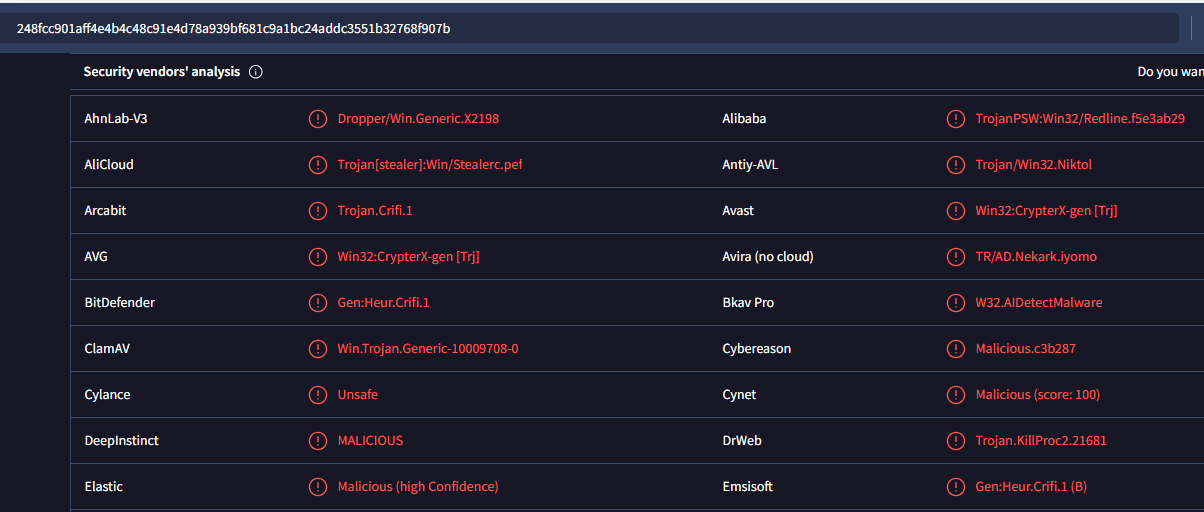 248fcc901aff4e4b4c48c91e4d78a939bf681c9a1bc24addc3551b32768f907b
Security vendors' analysis
Do you wan
AhnLab-V3 Dropper/Win.Generic.X2198 Alibaba TrojanPSW:Win32/Redline.f5e3ab29
AliCloud Trojan[stealer]:Win/Stealerc.pef Antiy-AVL Trojan/Win32.Niktol
Arcabit Trojan.Crifi.1 Avast Win32:CrypterX-gen [Trj]
AVG Win32:CrypterX-gen [Trj] Avira (no cloud) TR/AD.Nekark.iyomo
BitDefender Gen:Heur.Crifi.1 Bkav Pro W32.AIDetectMalware
ClamAV Win.Trojan.Generic-10009708-0 Cybereason Malicious.c3b287
Cylance Unsafe Cynet Malicious (score: 100)
DeepInstinct MALICIOUS DrWeb Trojan.KillProc2.21681
Elastic Malicious (high Confidence) Emsisoft Gen:Heur.Crifi.1 (B)